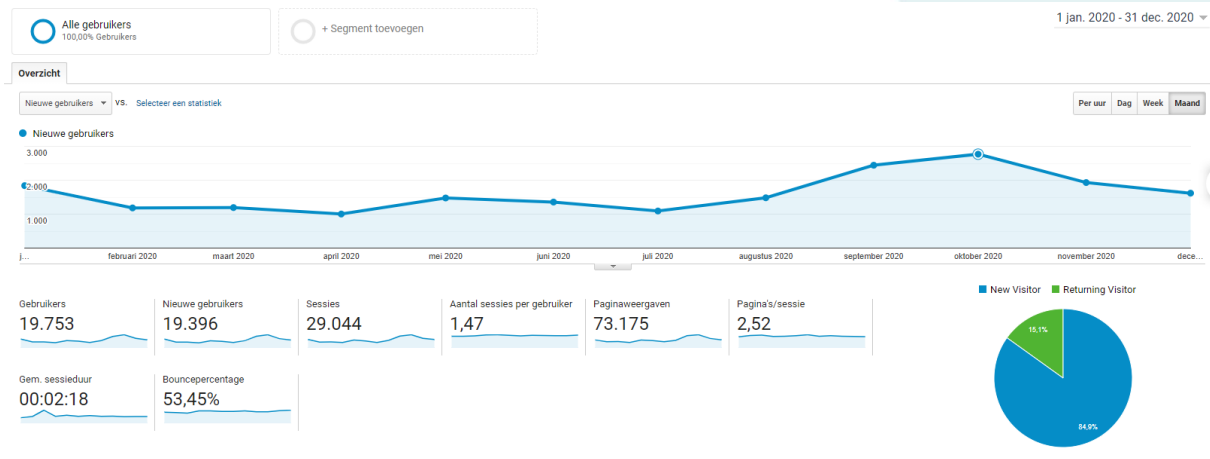 Alle gebruikers
100,00% Gebruikers
+ Segment toevoegen
1 jan. 2020 - 31 dec. 2020
Overzicht
Nieuwe gebruikers
VS.
Selecteer een statistiek
Per uur
Dag
Week
Maand
Nieuwe gebruikers
3.000
2.000
1.000
j...
februari 2020
maart 2020
april 2020
mei 2020
juni 2020
juli 2020
augustus 2020
september 2020
oktober 2020
november 2020
dece...
New Visitor
Returning Visitor
Gebruikers
19.753
Nieuwe gebruikers
19.396
Sessies
29.044
Aantal sessies per gebruiker
1,47
Paginaweergaven
73.175
Pagina's/sessie
2,52
Gem. sessieduur
00:02:18
Bouncepercentage
53,45%
15,1%
84,9%